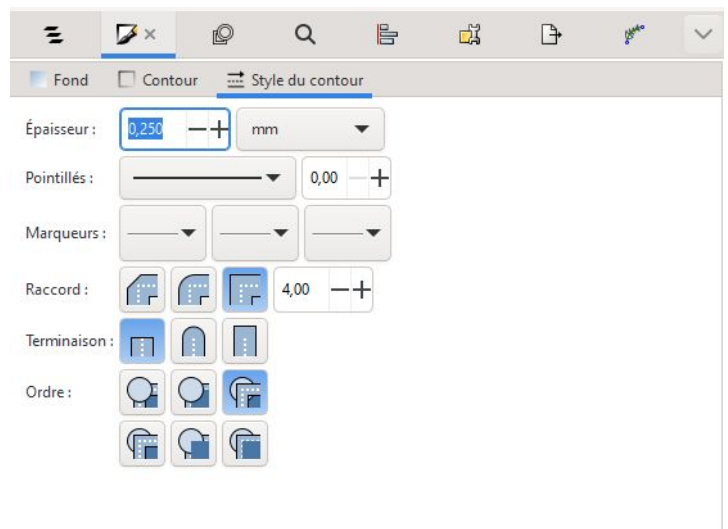 Fond Contour Style du contour
Épaisseur : 0,250 mm
Pointillés : 0,00
Marqueurs :
Raccord : 4,00
Terminaison :
Ordre :